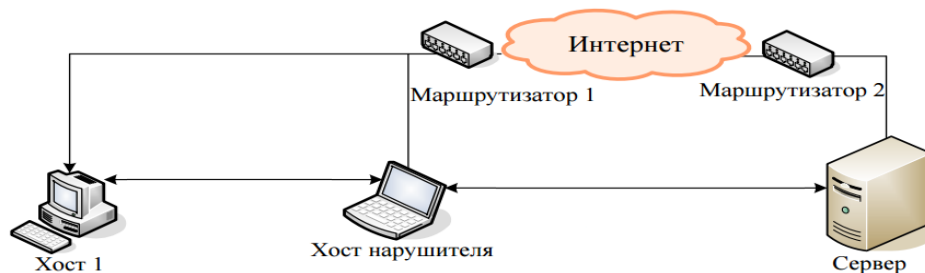 Интернет
Маршрутизатор 1
Маршрутизатор 2
Хост 1
Хост нарушителя
Сервер